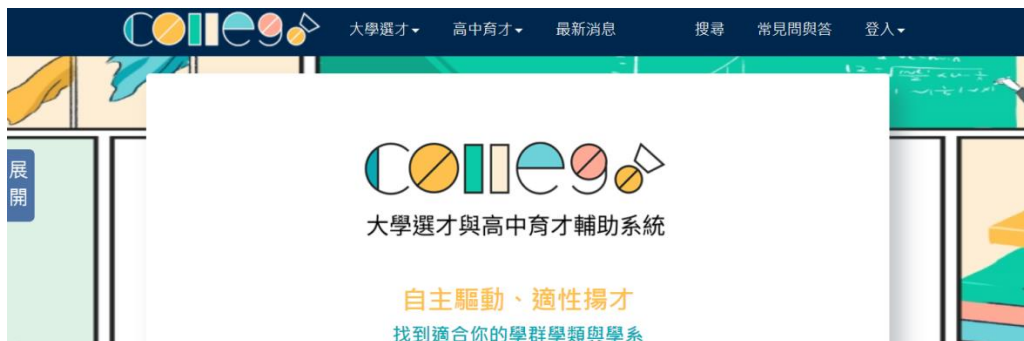 Collego 大學選才 高中育才 最新消息 搜尋 常見問與答 登入
展開
Collego
大學選才與高中育才輔助系統
自主驅動、適性揚才
找到適合你的學群學類與學系